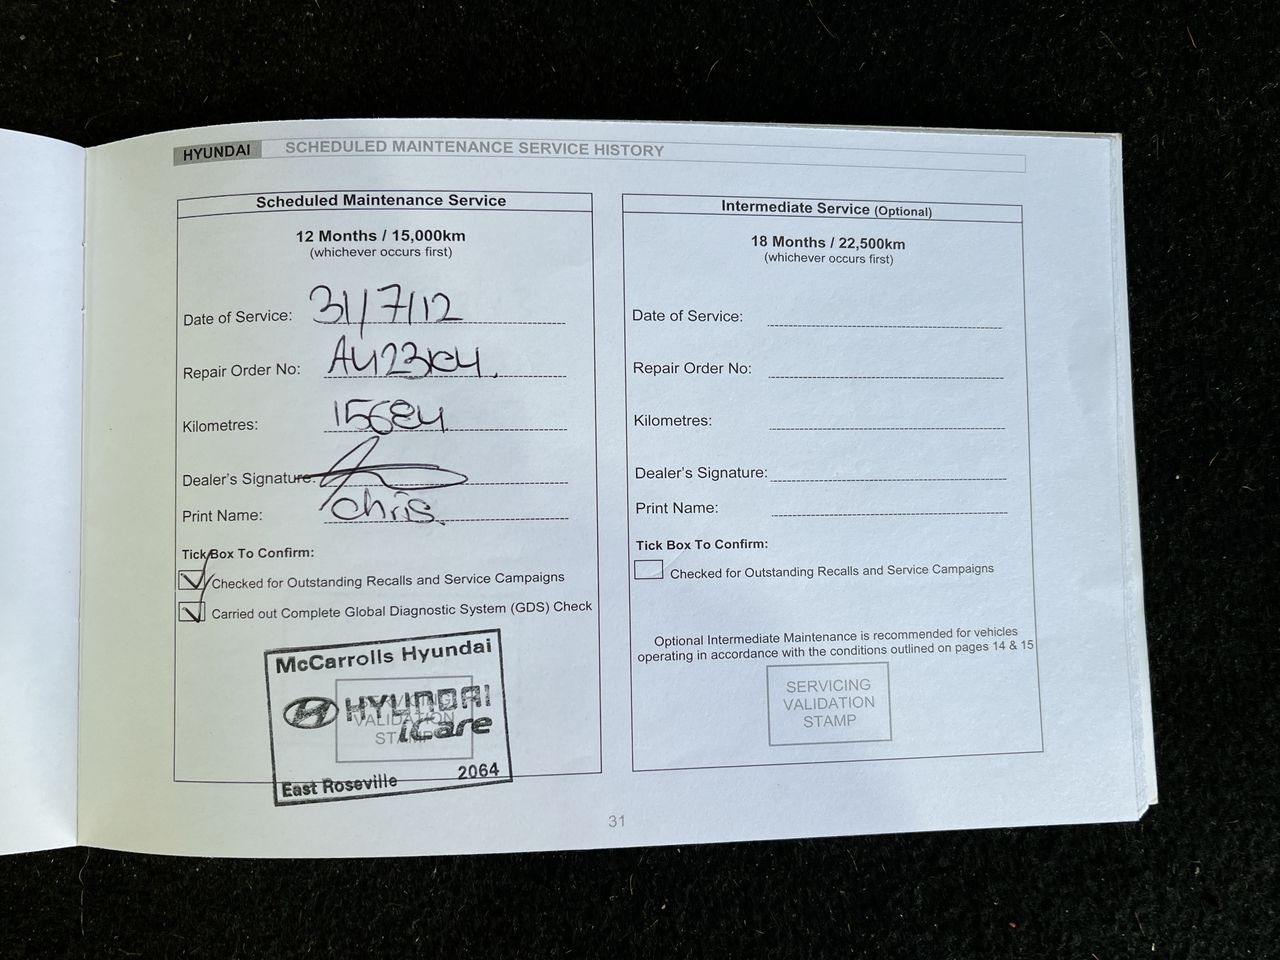 HYUNDAI SCHEDULED MAINTENANCE SERVICE HISTORY
Scheduled Maintenance Service
12 Months / 15,000km
(whichever occurs first)
Date of Service: 31/7/12
Repair Order No:
Kilometres: 15684
Dealer's Signature:
Print Name: Chris.
Tick Box To Confirm:
Checked for Outstanding Recalls and Service Campaigns
Carried out Complete Global Diagnostic System (GDS) Check
McCarrolls Hyundai
HYUNDAI
iCare
SERVICING
VALIDATION
STAMP
East Roseville 2064
Intermediate Service (Optional)
18 Months / 22,500km
(whichever occurs first)
Date of Service:
Repair Order No:
Kilometres:
Dealer's Signature:
Print Name:
Tick Box To Confirm:
Checked for Outstanding Recalls and Service Campaigns
Optional Intermediate Maintenance is recommended for vehicles
operating in accordance with the conditions outlined on pages 14 & 15
SERVICING
VALIDATION
STAMP
31